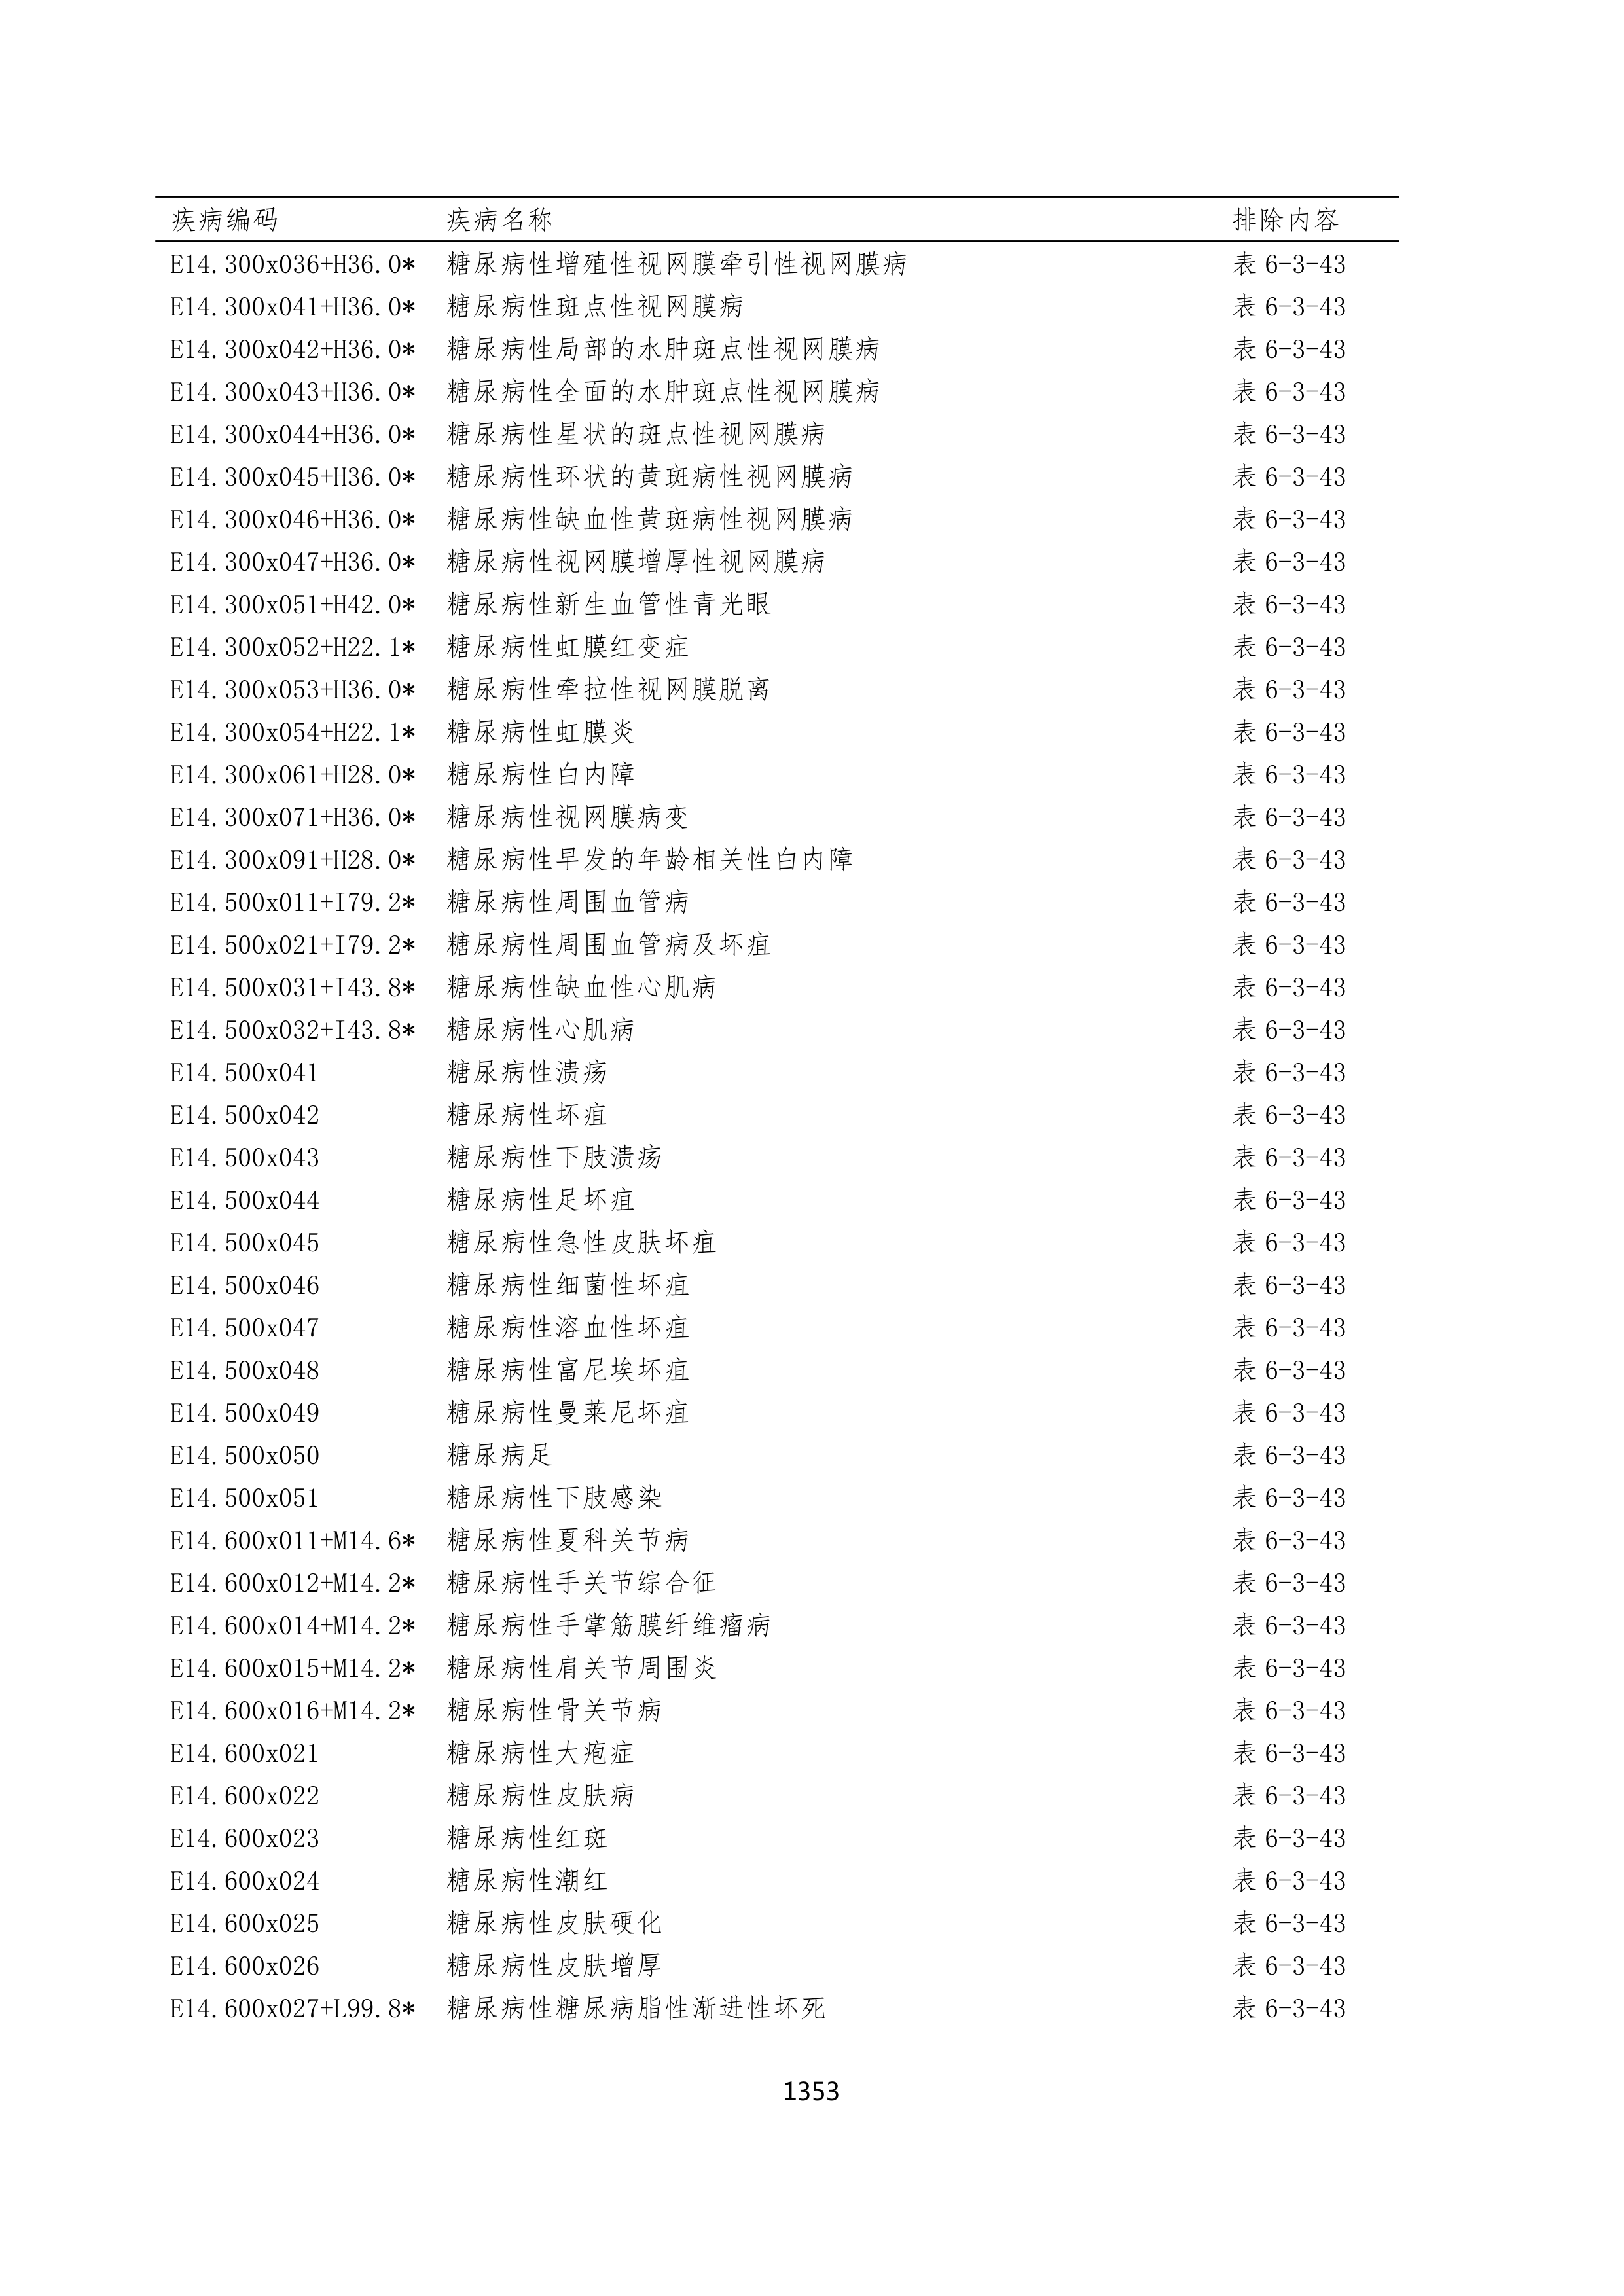 疾病编码 疾病名称 排除内容
E14.300x036+H36.0* 糖尿病性增殖性视网膜牵引性视网膜病 表 6-3-43
E14.300x041+H36.0* 糖尿病性斑点性视网膜病 表 6-3-43
E14.300x042+H36.0* 糖尿病性局部的水肿斑点性视网膜病 表 6-3-43
E14.300x043+H36.0* 糖尿病性全面的水肿斑点性视网膜病 表 6-3-43
E14.300x044+H36.0* 糖尿病性星状的斑点性视网膜病 表 6-3-43
E14.300x045+H36.0* 糖尿病性环状的黄斑病性视网膜病 表 6-3-43
E14.300x046+H36.0* 糖尿病性缺血性黄斑病性视网膜病 表 6-3-43
E14.300x047+H36.0* 糖尿病性视网膜增厚性视网膜病 表 6-3-43
E14.300x051+H42.0* 糖尿病性新生血管性青光眼 表 6-3-43
E14.300x052+H22.1* 糖尿病性虹膜红变症 表 6-3-43
E14.300x053+H36.0* 糖尿病性牵拉性视网膜脱离 表 6-3-43
E14.300x054+H22.1* 糖尿病性虹膜炎 表 6-3-43
E14.300x061+H28.0* 糖尿病性白内障 表 6-3-43
E14.300x071+H36.0* 糖尿病性视网膜病变 表 6-3-43
E14.300x091+H28.0* 糖尿病性早发的年龄相关性白内障 表 6-3-43
E14.500x011+I79.2* 糖尿病性周围血管病 表 6-3-43
E14.500x021+I79.2* 糖尿病性周围血管病及坏疽 表 6-3-43
E14.500x031+I43.8* 糖尿病性缺血性心肌病 表 6-3-43
E14.500x032+I43.8* 糖尿病性心肌病 表 6-3-43
E14.500x041 糖尿病性溃疡 表 6-3-43
E14.500x042 糖尿病性坏疽 表 6-3-43
E14.500x043 糖尿病性下肢溃疡 表 6-3-43
E14.500x044 糖尿病性足坏疽 表 6-3-43
E14.500x045 糖尿病性急性皮肤坏疽 表 6-3-43
E14.500x046 糖尿病性细菌性坏疽 表 6-3-43
E14.500x047 糖尿病性溶血性坏疽 表 6-3-43
E14.500x048 糖尿病性富尼埃坏疽 表 6-3-43
E14.500x049 糖尿病性曼莱尼坏疽 表 6-3-43
E14.500x050 糖尿病足 表 6-3-43
E14.500x051 糖尿病性下肢感染 表 6-3-43
E14.600x011+M14.6* 糖尿病性夏科关节病 表 6-3-43
E14.600x012+M14.2* 糖尿病性手关节综合征 表 6-3-43
E14.600x014+M14.2* 糖尿病性手掌筋膜纤维瘤病 表 6-3-43
E14.600x015+M14.2* 糖尿病性肩关节周围炎 表 6-3-43
E14.600x016+M14.2* 糖尿病性骨关节病 表 6-3-43
E14.600x021 糖尿病性大疱症 表 6-3-43
E14.600x022 糖尿病性皮肤病 表 6-3-43
E14.600x023 糖尿病性红斑 表 6-3-43
E14.600x024 糖尿病性潮红 表 6-3-43
E14.600x025 糖尿病性皮肤硬化 表 6-3-43
E14.600x026 糖尿病性皮肤增厚 表 6-3-43
E14.600x027+L99.8* 糖尿病性糖尿病脂性渐进性坏死 表 6-3-43
1353